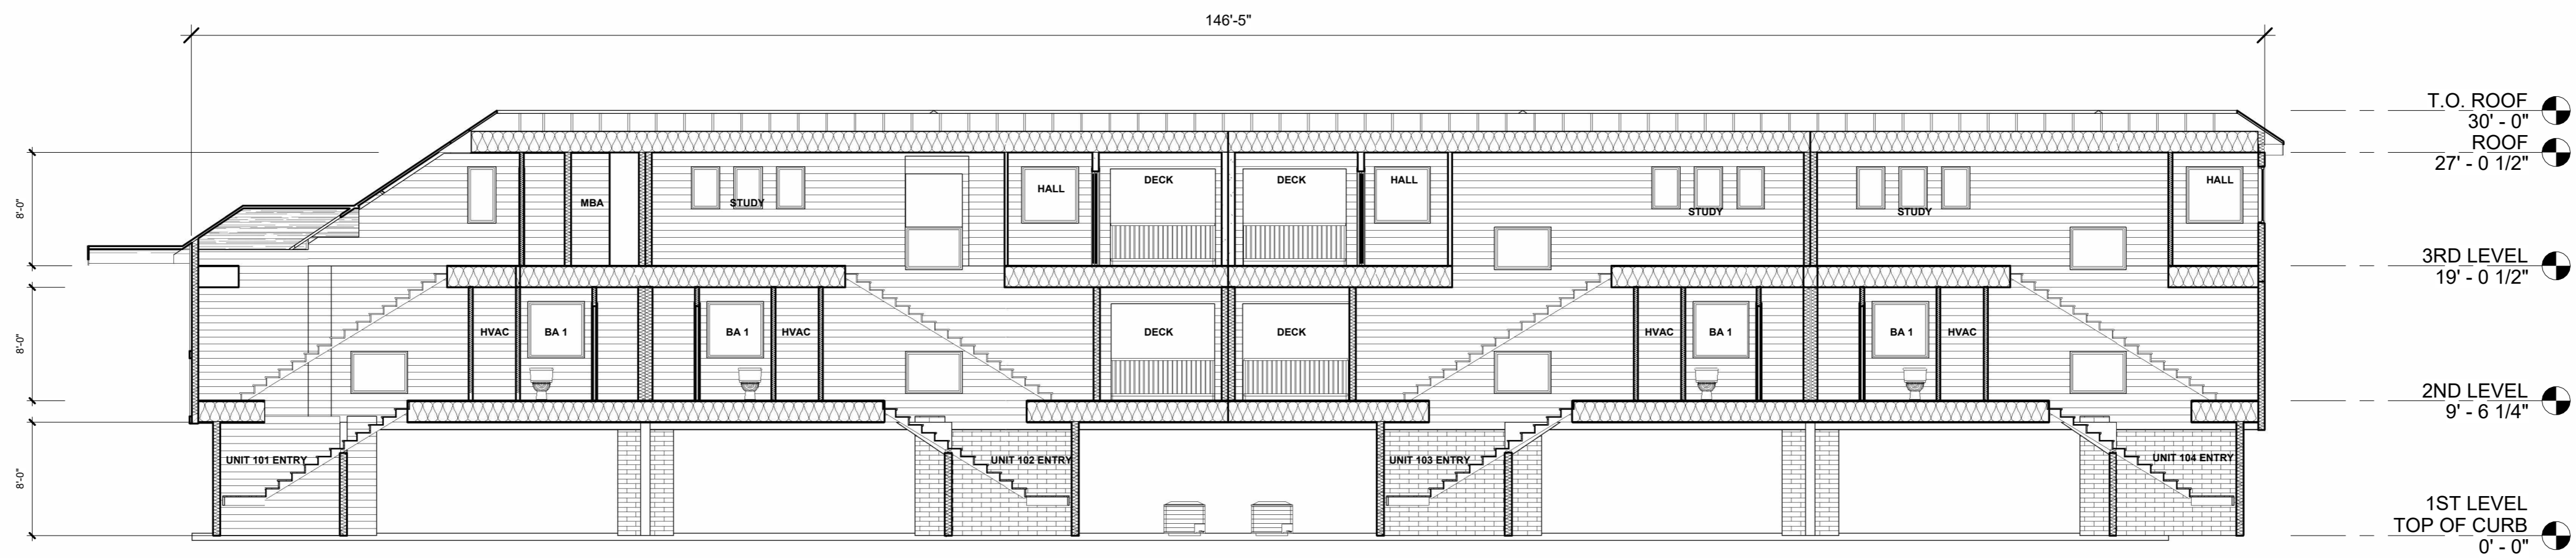 146'-5"
T.O. ROOF
30' - 0"
ROOF
27' - 0 1/2"
8'-0"
MBA
STUDY
HALL
DECK
DECK
HALL
STUDY
STUDY
HALL
3RD LEVEL
19' - 0 1/2"
8'-0"
HVAC
BA 1
BA 1
HVAC
DECK
DECK
HVAC
BA 1
BA 1
HVAC
2ND LEVEL
9' - 6 1/4"
8'-0"
UNIT 101 ENTRY
UNIT 102 ENTRY
UNIT 103 ENTRY
UNIT 104 ENTRY
1ST LEVEL
TOP OF CURB
0' - 0"